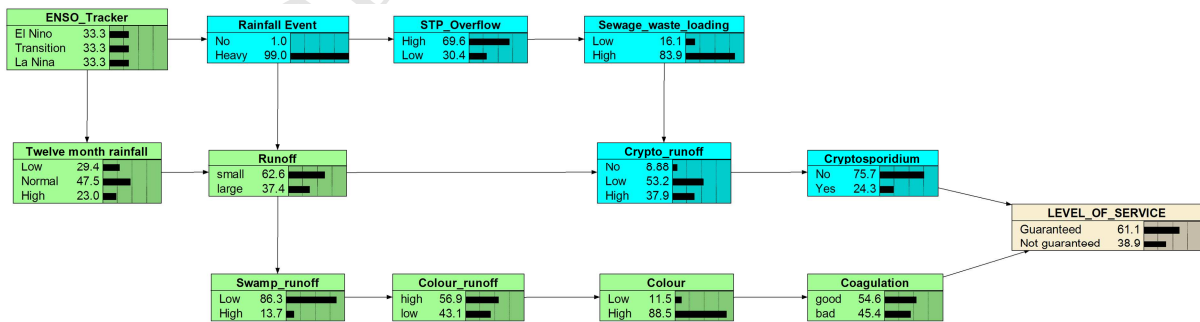 ENSO_Tracker
El Nino 33.3
Transition 33.3
La Nina 33.3
Rainfall Event
No 1.0
Heavy 99.0
STP_Overflow
High 69.6
Low 30.4
Sewage_waste_loading
Low 16.1
High 83.9
Twelve month rainfall
Low 29.4
Normal 47.5
High 23.0
Runoff
small 62.6
large 37.4
Crypto_runoff
No 8.88
Low 53.2
High 37.9
Cryptosporidium
No 75.7
Yes 24.3
LEVEL_OF_SERVICE
Guaranteed 61.1
Not guaranteed 38.9
Swamp_runoff
Low 86.3
High 13.7
Colour_runoff
high 56.9
low 43.1
Colour
Low 11.5
High 88.5
Coagulation
good 54.6
bad 45.4